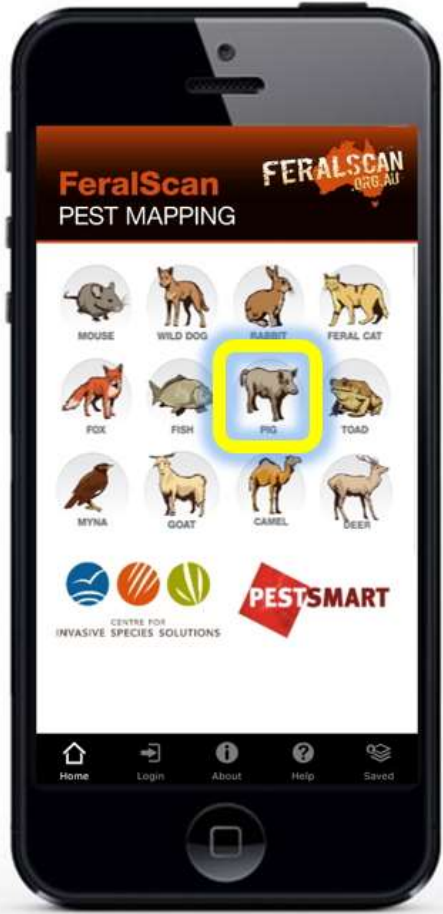 FeralScan
PEST MAPPING
FERALSCAN
.ORG.AU
MOUSE
WILD DOG
RABBIT
FERAL CAT
FOX
FISH
PIG
TOAD
MYNA
GOAT
CAMEL
DEER
CENTRE FOR
INVASIVE SPECIES SOLUTIONS
PESTSMART
Home
Login
About
Help
Saved